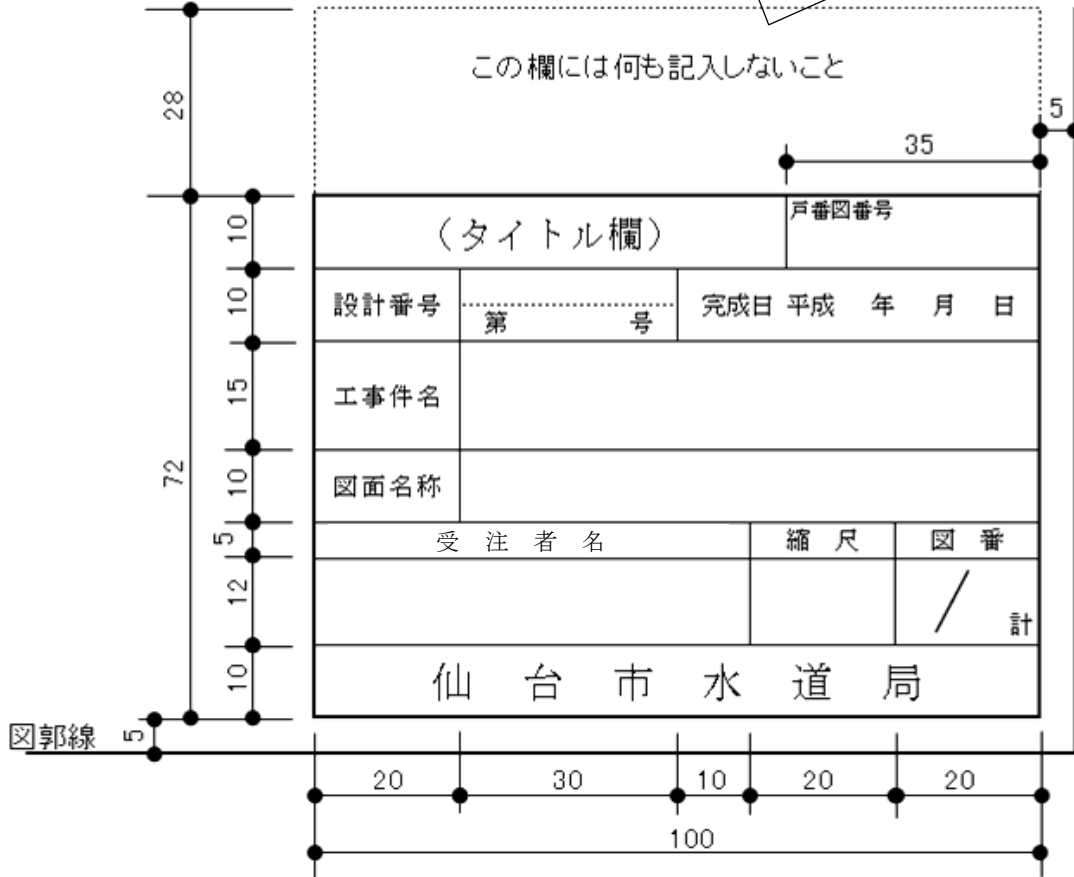 この欄には何も記入しないこと
28
5
35
(タイトル欄)
戸番図番号
10
設計番号
第 号
完成日 平成 年 月 日
10
工事件名
15
72
図面名称
10
受注者名
縮尺
図番
5
12
計
仙台市水道局
10
図郭線
5
20 30 10 20 20
100